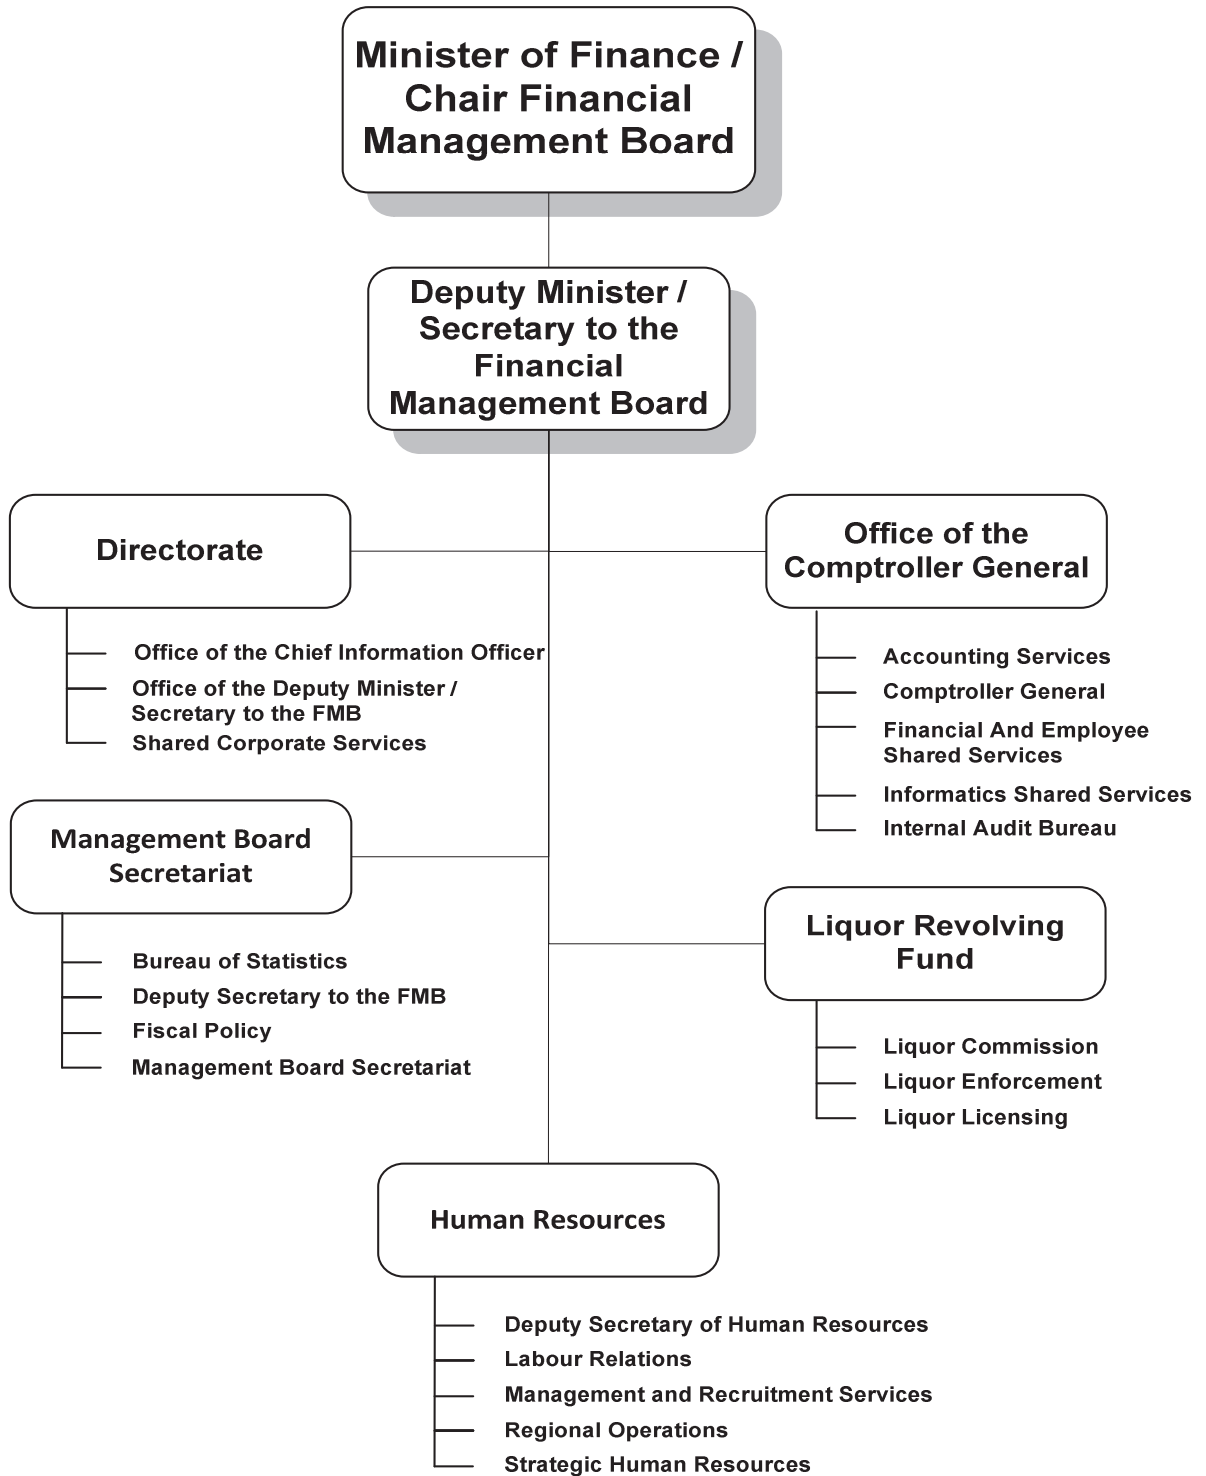 Minister of Finance /
Chair Financial
Management Board
Deputy Minister /
Secretary to the
Financial
Management Board
Directorate
Office of the Chief Information Officer
Office of the Deputy Minister /
Secretary to the FMB
Shared Corporate Services
Office of the
Comptroller General
Accounting Services
Comptroller General
Financial And Employee
Shared Services
Informatics Shared Services
Internal Audit Bureau
Management Board
Secretariat
Bureau of Statistics
Deputy Secretary to the FMB
Fiscal Policy
Management Board Secretariat
Liquor Revolving
Fund
Liquor Commission
Liquor Enforcement
Liquor Licensing
Human Resources
Deputy Secretary of Human Resources
Labour Relations
Management and Recruitment Services
Regional Operations
Strategic Human Resources